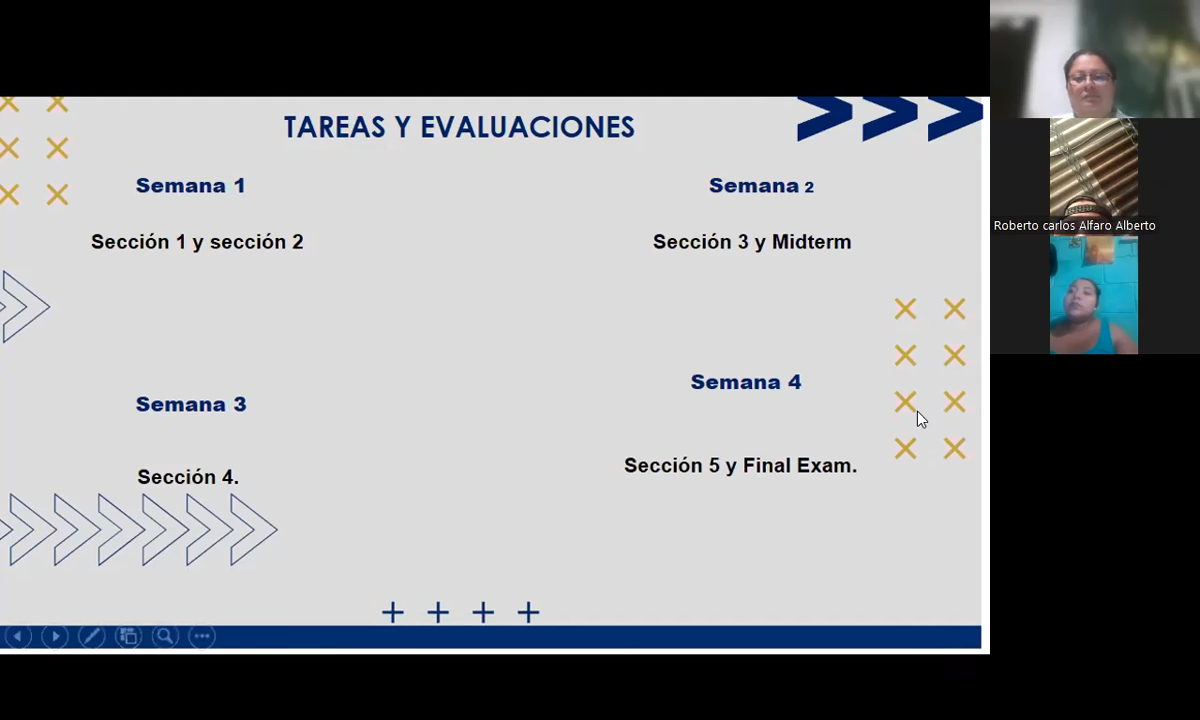 TAREAS Y EVALUACIONES
Semana 1
Semana 2
Sección 1 y sección 2
Sección 3 y Midterm
Semana 3
Semana 4
Sección 4.
Sección 5 y Final Exam.
Roberto carlos Alfaro Alberto